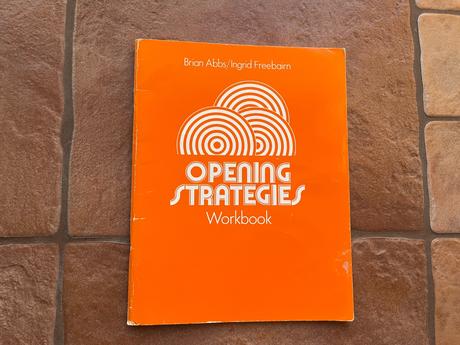 Brian Abbs/Ingrid Freebairn
OPENING
STRATEGIES
Workbook